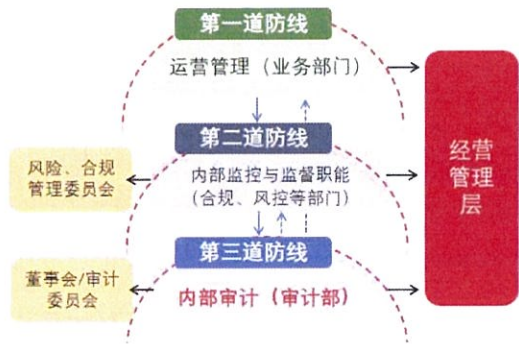 第一道防线
运营管理（业务部门）
第二道防线
内部监控与监督职能
(合规、风控等部门)
第三道防线
内部审计（审计部）
风险、合规
管理委员会
董事会/审计
委员会
经营
管理
层